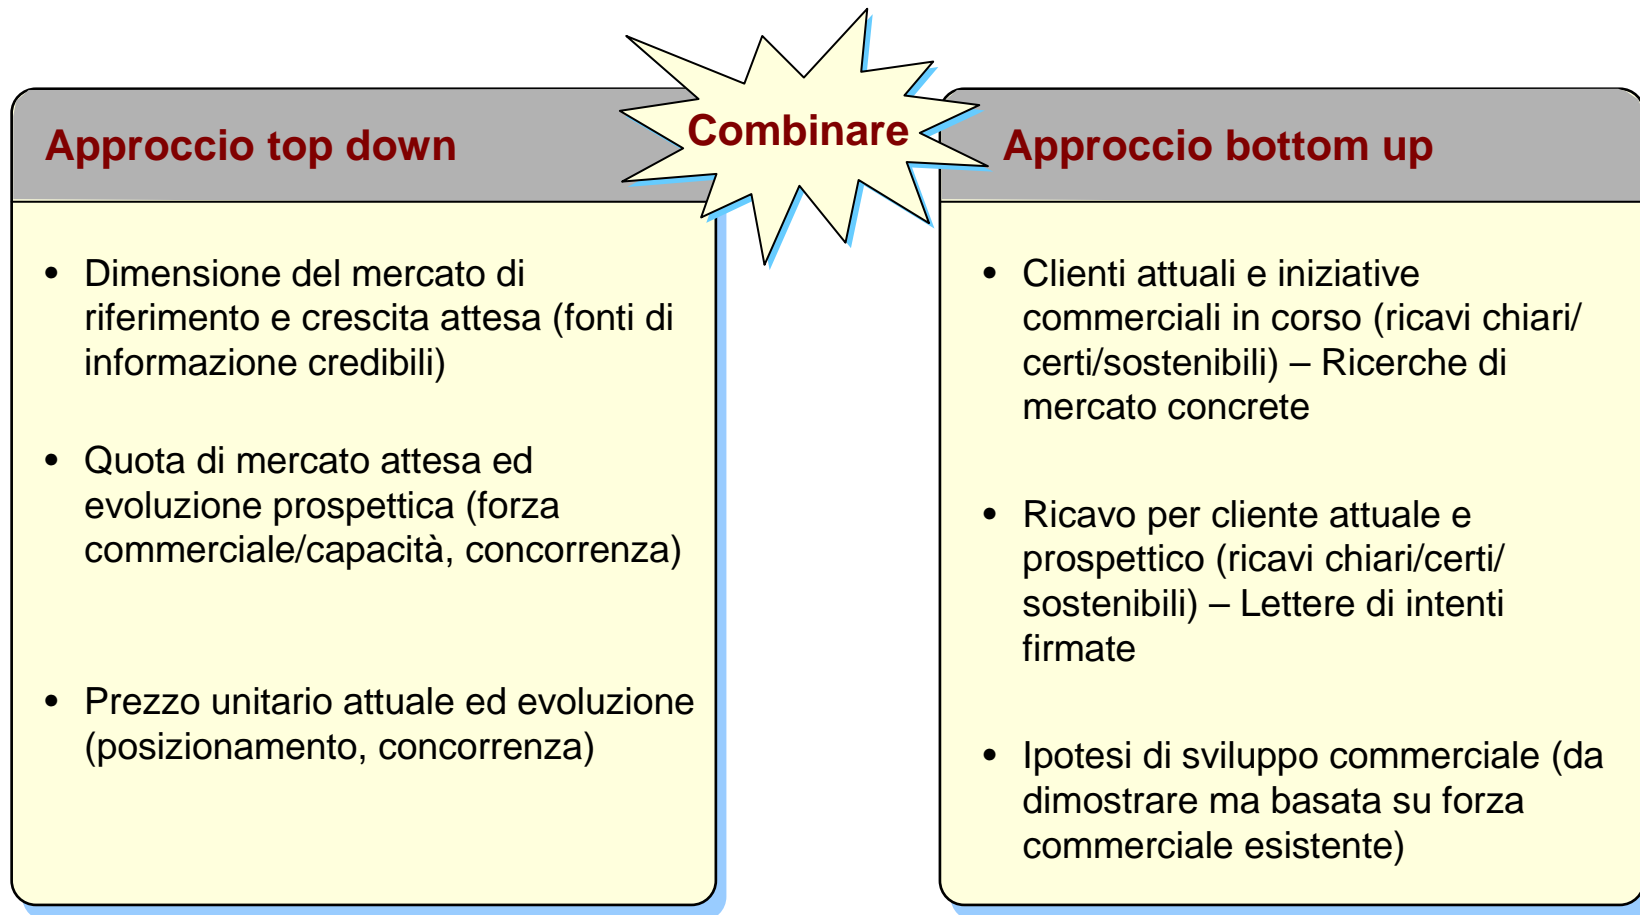 Combinare
Approccio top down
• Dimensione del mercato di
riferimento e crescita attesa (fonti di
informazione credibili)
• Quota di mercato attesa ed
evoluzione prospettica (forza
commerciale/capacità, concorrenza)
• Prezzo unitario attuale ed evoluzione
(posizionamento, concorrenza)
Approccio bottom up
• Clienti attuali e iniziative
commerciali in corso (ricavi chiari/
certi/sostenibili) – Ricerche di
mercato concrete
• Ricavo per cliente attuale e
prospettico (ricavi chiari/certi/
sostenibili) – Lettere di intenti
firmate
• Ipotesi di sviluppo commerciale (da
dimostrare ma basata su forza
commerciale esistente)